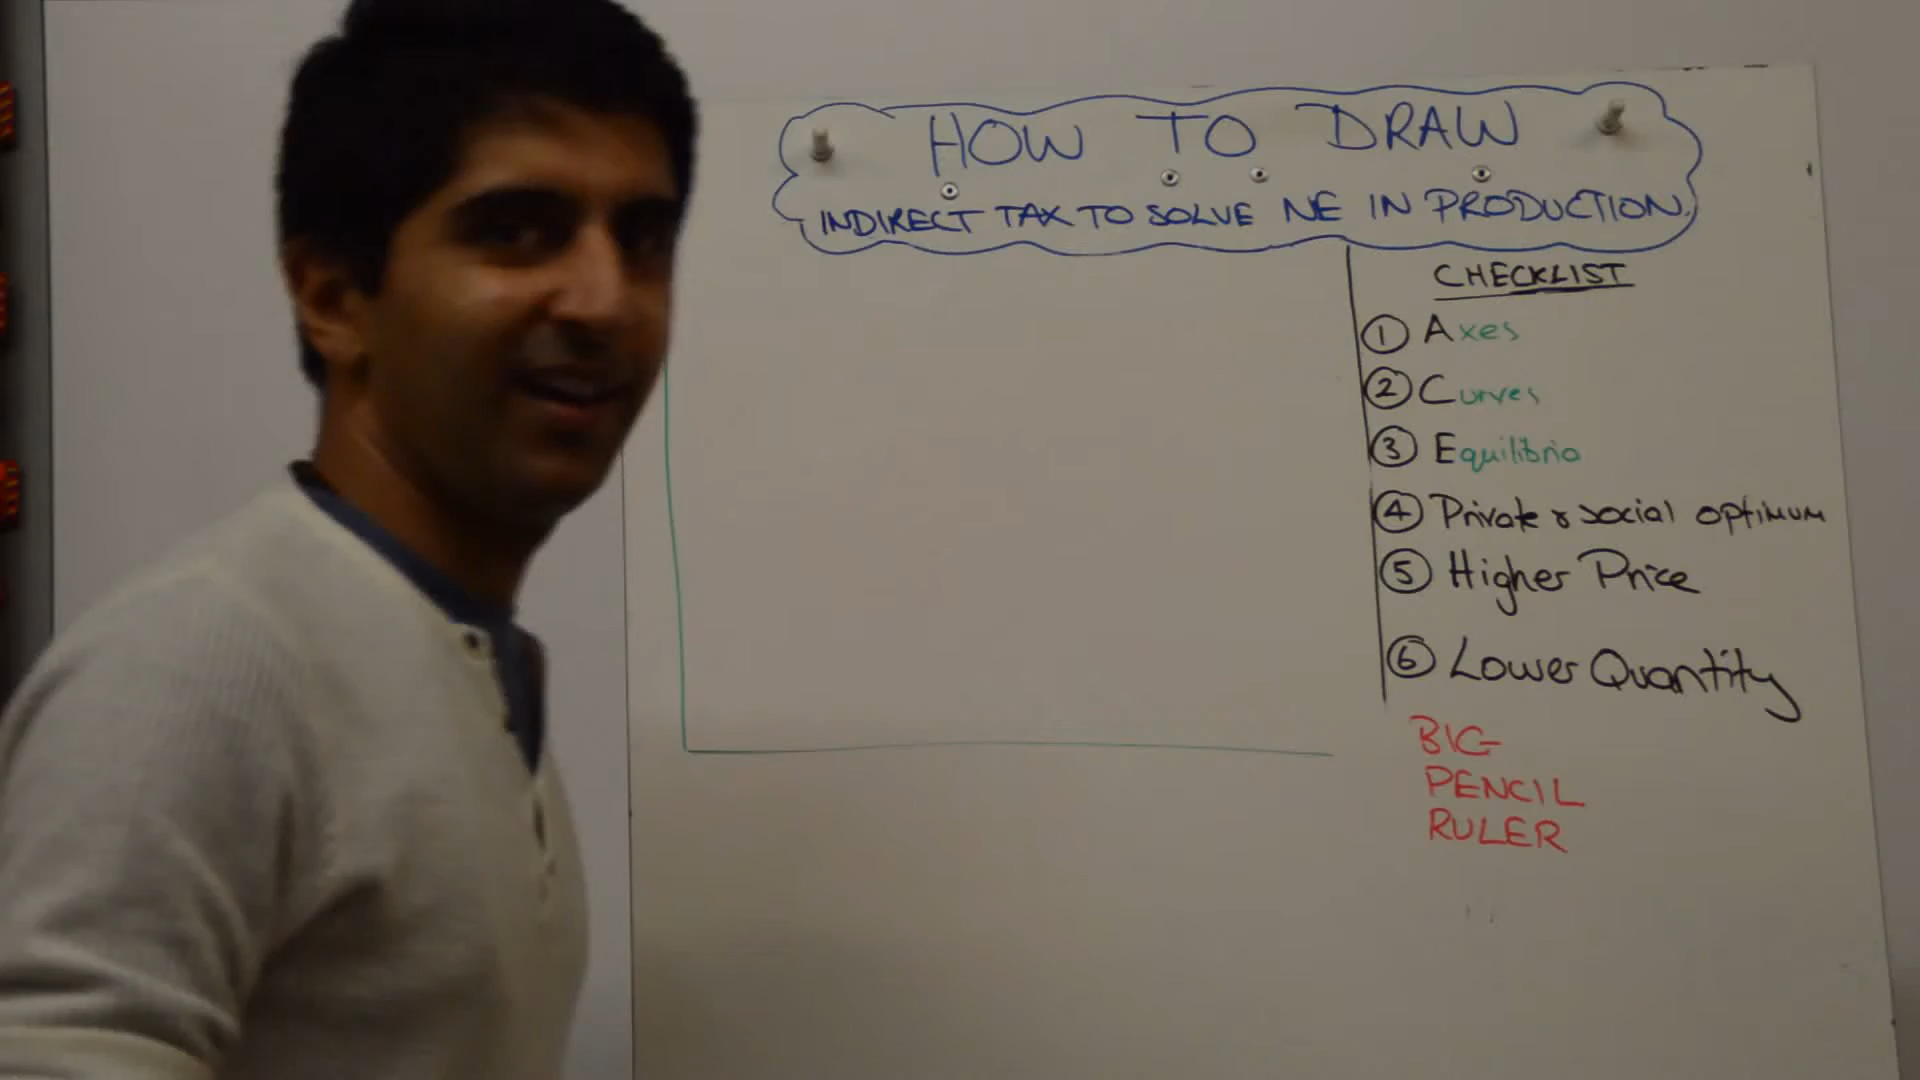 HOW TO DRAW
INDIRECT TAX TO SOLVE NE IN PRODUCTION.
CHECKLIST
① Axes
② Curves
③ Equilibria
④ Private & social optimum
⑤ Higher Price
⑥ Lower Quantity
BIG
PENCIL
RULER